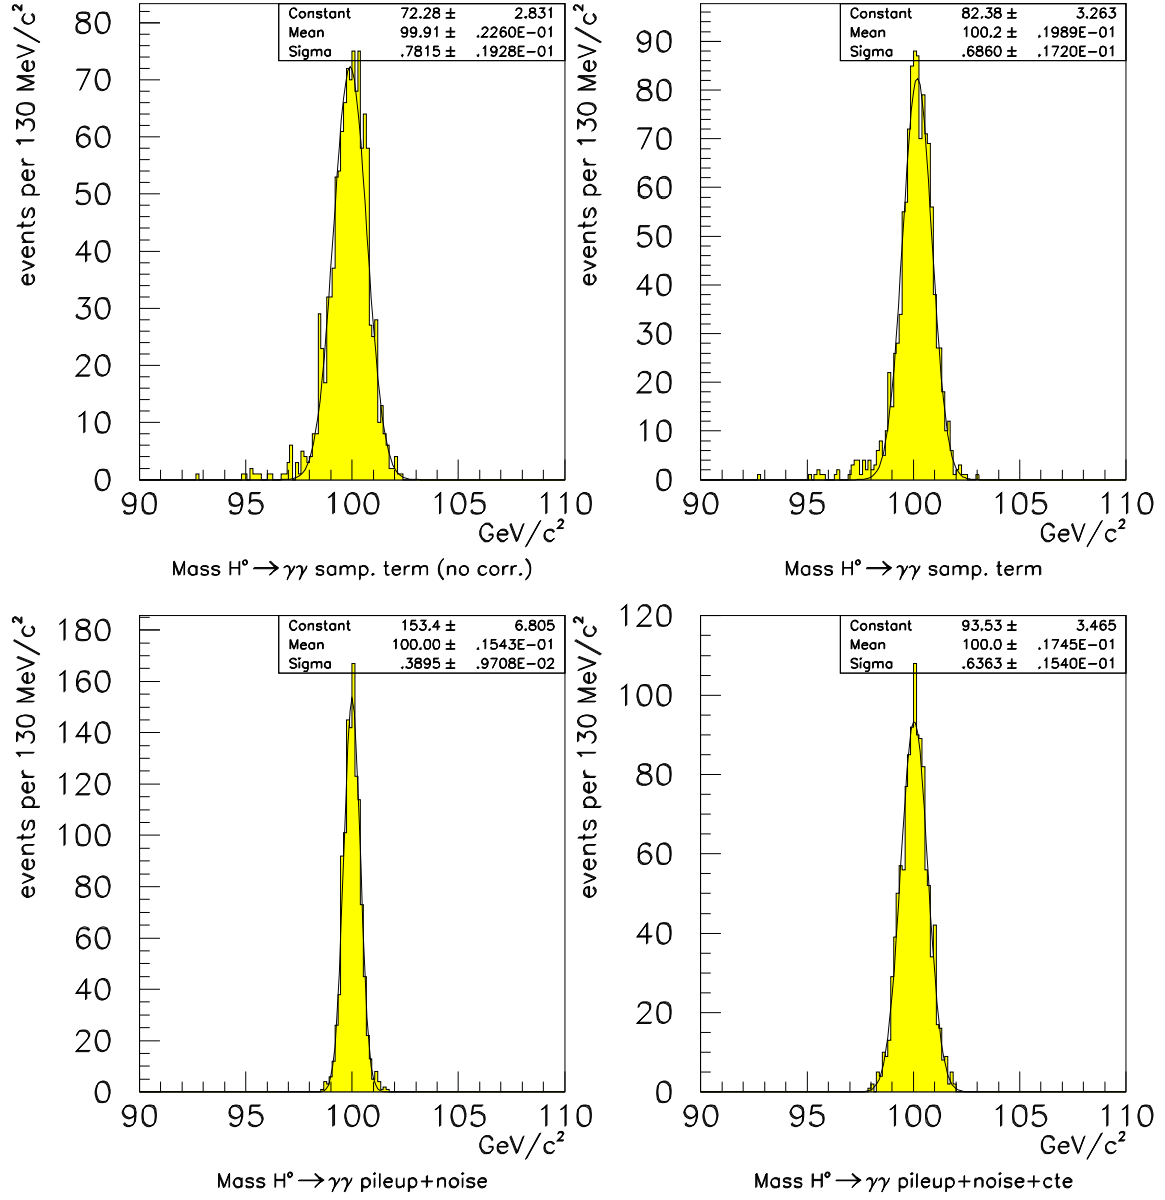 events per 130 MeV/c²
Constant 72.28 ± 2.831
Mean 99.91 ± .2260E−01
Sigma .7815 ± .1928E−01
80
70
60
50
40
30
20
10
0
90 95 100 105 110
GeV/c²
Mass H° → γγ samp. term (no corr.)
events per 130 MeV/c²
Constant 82.38 ± 3.263
Mean 100.2 ± .1989E−01
Sigma .6860 ± .1720E−01
90
80
70
60
50
40
30
20
10
0
90 95 100 105 110
GeV/c²
Mass H° → γγ samp. term
events per 130 MeV/c²
Constant 153.4 ± 6.805
Mean 100.00 ± .1543E−01
Sigma .3895 ± .9708E−02
180
160
140
120
100
80
60
40
20
0
90 95 100 105 110
GeV/c²
Mass H° → γγ pileup+noise
events per 130 MeV/c²
Constant 93.53 ± 3.465
Mean 100.0 ± .1745E−01
Sigma .6363 ± .1540E−01
120
100
80
60
40
20
0
90 95 100 105 110
GeV/c²
Mass H° → γγ pileup+noise+cte